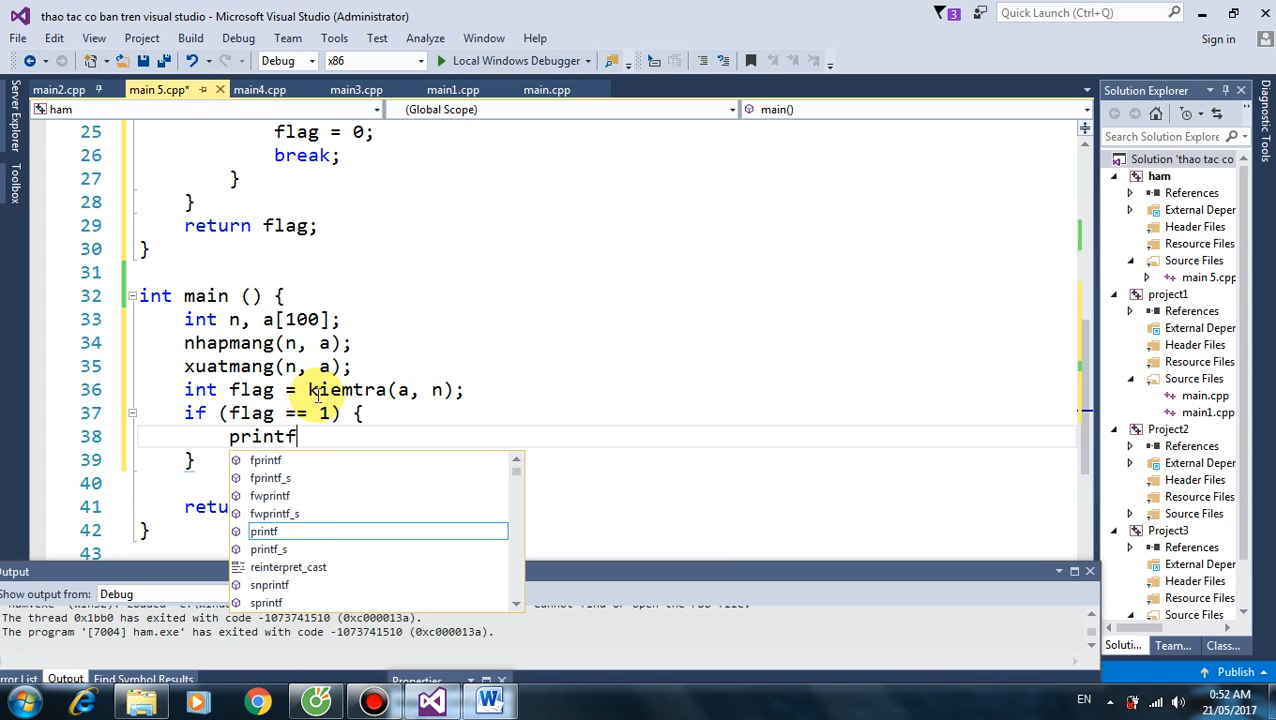 thao tac co ban tren visual studio - Microsoft Visual Studio (Administrator)
3
Quick Launch (Ctrl+Q)
File Edit View Project Build Debug Team Tools Test Analyze Window Help
Sign in
Debug x86 Local Windows Debugger
main2.cpp main 5.cpp* main4.cpp main3.cpp main1.cpp main.cpp
Solution Explorer
ham (Global Scope) main()
Server Explorer
Toolbox
Diagnostic Tools
Search Solution Explore
25 flag = 0;
26 break;
27 }
28 }
29 return flag;
30 }
31
32 int main () {
33 int n, a[100];
34 nhapmang(n, a);
35 xuatmang(n, a);
36 int flag = kiemtra(a, n);
37 if (flag == 1) {
38 printf
39 }
40
41 retu
42 }
43
fprintf
fprintf_s
fwprintf
fwprintf_s
printf
printf_s
reinterpret_cast
snprintf
sprintf
Solution 'thao tac co
ham
References
External Deper
Header Files
Resource Files
Source Files
main 5.cpp
project1
References
External Deper
Header Files
Resource Files
Source Files
main.cpp
main1.cpp
Project2
References
External Deper
Header Files
Resource Files
Source Files
Project3
References
External Deper
Header Files
Resource Files
Source Files
Soluti... Team... Class...
Output
Show output from: Debug
The thread 0x1bb0 has exited with code -1073741510 (0xc000013a).
The program '[7004] ham.exe' has exited with code -1073741510 (0xc000013a).
rror List Output Find Symbol Results
Properties
Publish
EN
0:52 AM
21/05/2017